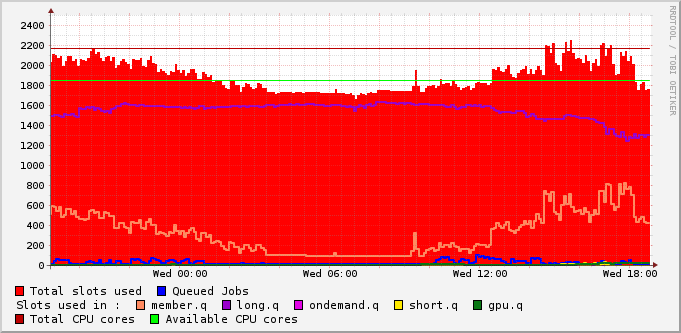 2400
2200
2000
1800
1600
1400
1200
1000
800
600
400
200
0
Wed 00:00 Wed 06:00 Wed 12:00 Wed 18:00
Total slots used Queued Jobs
Slots used in : member.q long.q ondemand.q short.q gpu.q
Total CPU cores Available CPU cores
RRDTOOL / TOBI OETIKER